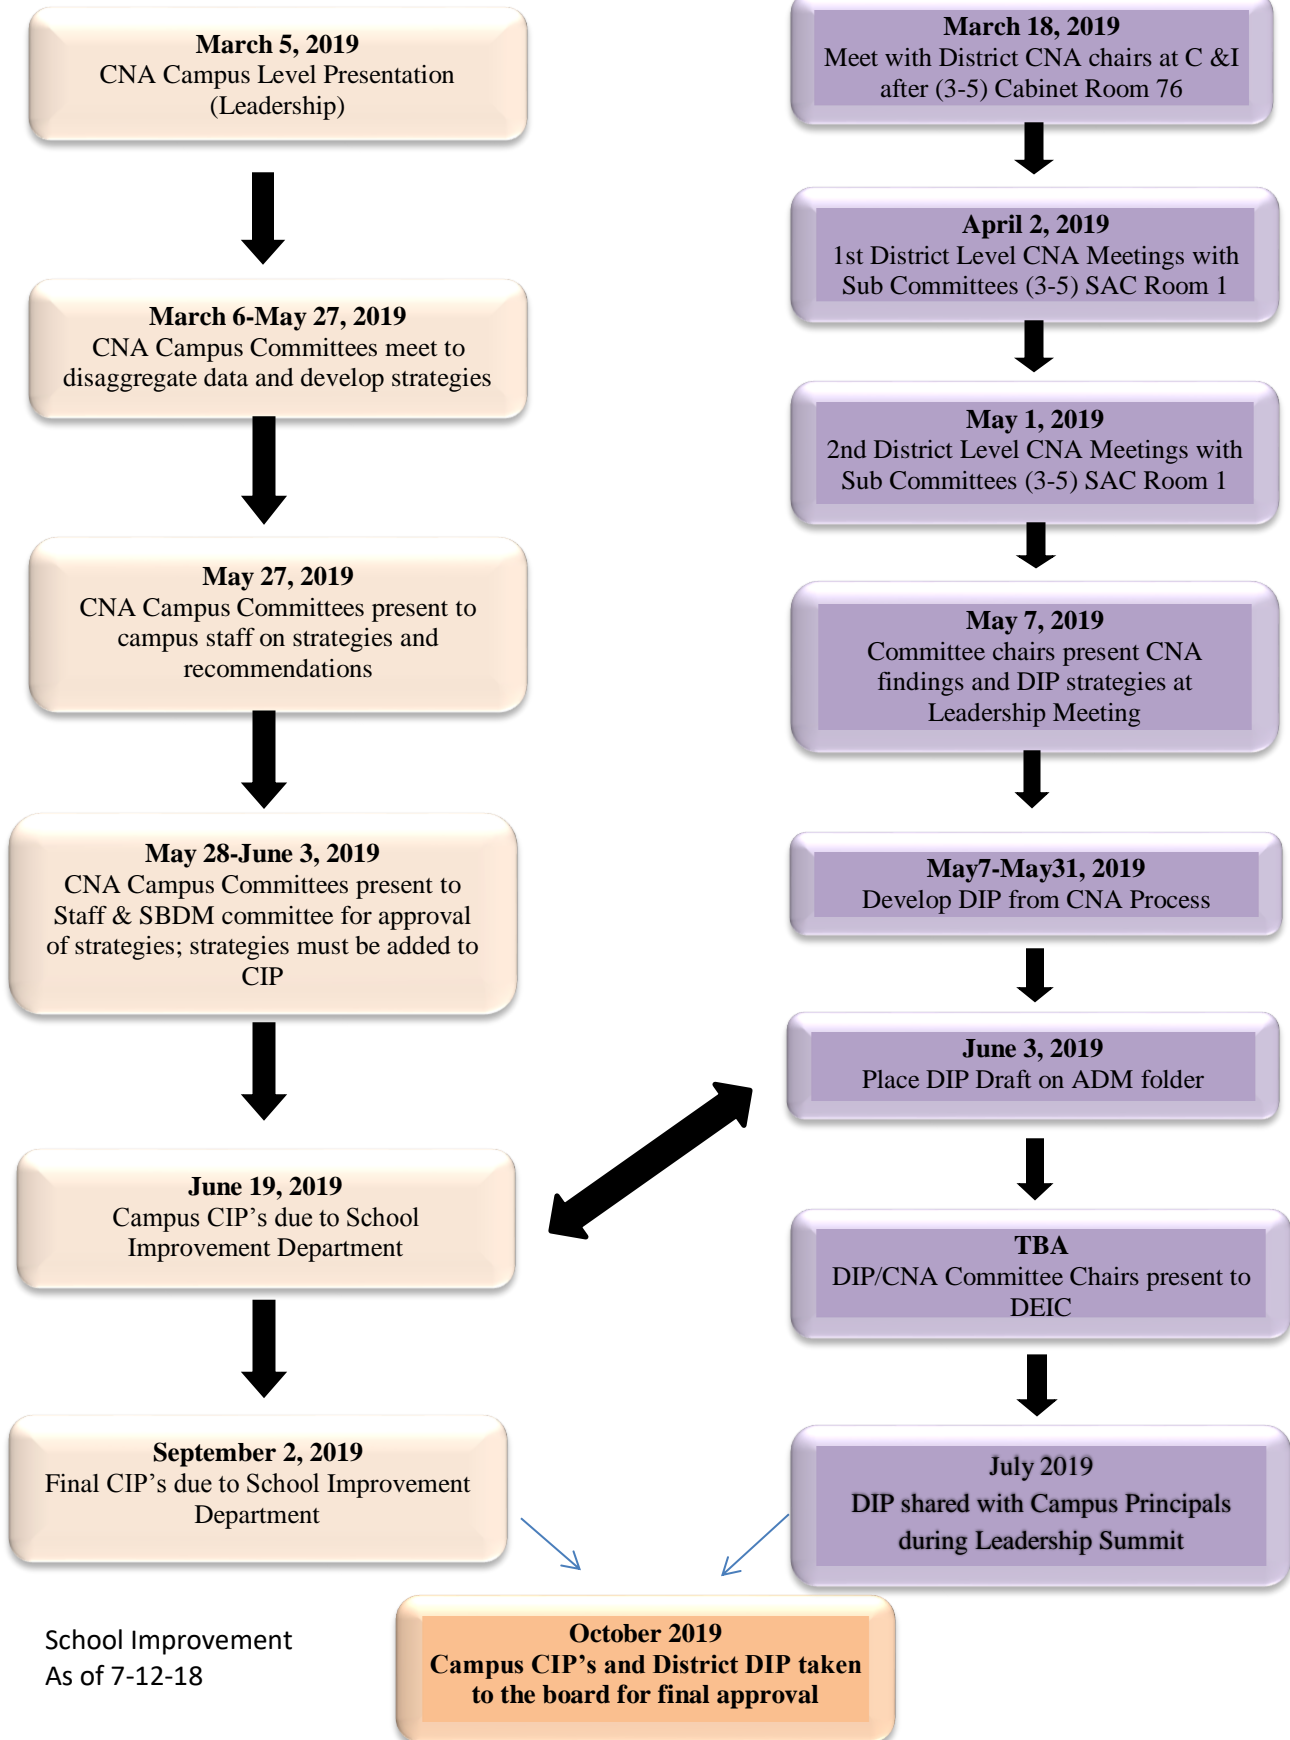 March 5, 2019
CNA Campus Level Presentation
(Leadership)
March 6-May 27, 2019
CNA Campus Committees meet to
disaggregate data and develop strategies
May 27, 2019
CNA Campus Committees present to
campus staff on strategies and
recommendations
May 28-June 3, 2019
CNA Campus Committees present to
Staff & SBDM committee for approval
of strategies; strategies must be added to
CIP
June 19, 2019
Campus CIP’s due to School
Improvement Department
September 2, 2019
Final CIP’s due to School Improvement
Department
March 18, 2019
Meet with District CNA chairs at C &I
after (3-5) Cabinet Room 76
April 2, 2019
1st District Level CNA Meetings with
Sub Committees (3-5) SAC Room 1
May 1, 2019
2nd District Level CNA Meetings with
Sub Committees (3-5) SAC Room 1
May 7, 2019
Committee chairs present CNA
findings and DIP strategies at
Leadership Meeting
May7-May31, 2019
Develop DIP from CNA Process
June 3, 2019
Place DIP Draft on ADM folder
TBA
DIP/CNA Committee Chairs present to
DEIC
July 2019
DIP shared with Campus Principals
during Leadership Summit
October 2019
Campus CIP’s and District DIP taken
to the board for final approval
School Improvement
As of 7-12-18